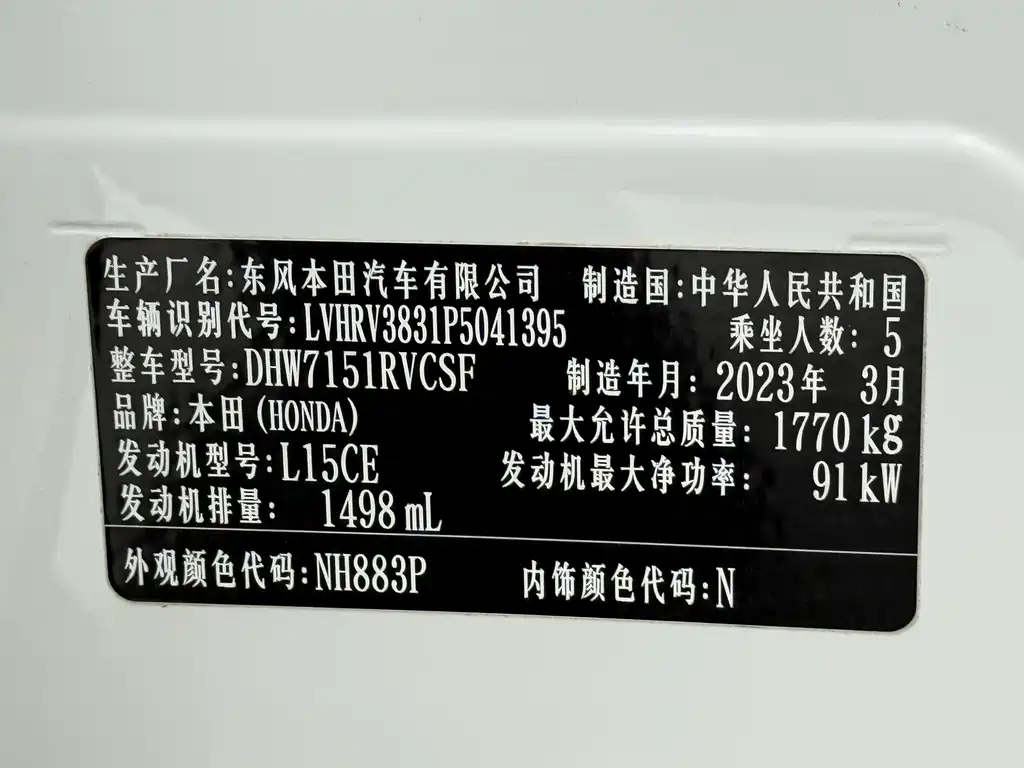 生产厂名:东风本田汽车有限公司 制造国:中华人民共和国
车辆识别代号:LVHRV3831P5041395 乘坐人数: 5
整车型号:DHW7151RVCSF 制造年月: 2023年 3月
品牌:本田(HONDA) 最大允许总质量: 1770 kg
发动机型号:L15CE 发动机最大净功率: 91 kW
发动机排量: 1498 mL
外观颜色代码:NH883P 内饰颜色代码:N